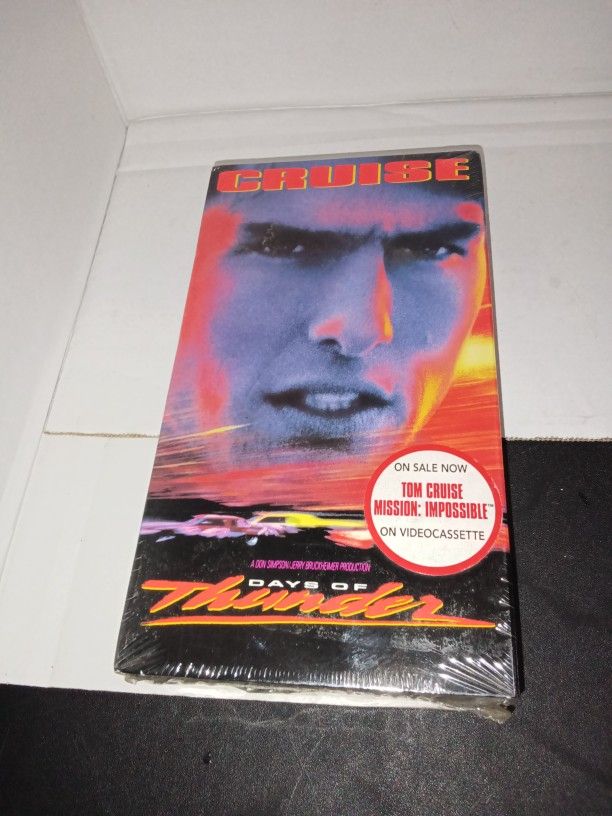 CRUISE
ON SALE NOW
TOM CRUISE
MISSION: IMPOSSIBLE™
ON VIDEOCASSETTE
A DON SIMPSON/JERRY BRUCKHEIMER PRODUCTION
DAYS OF
Thunder